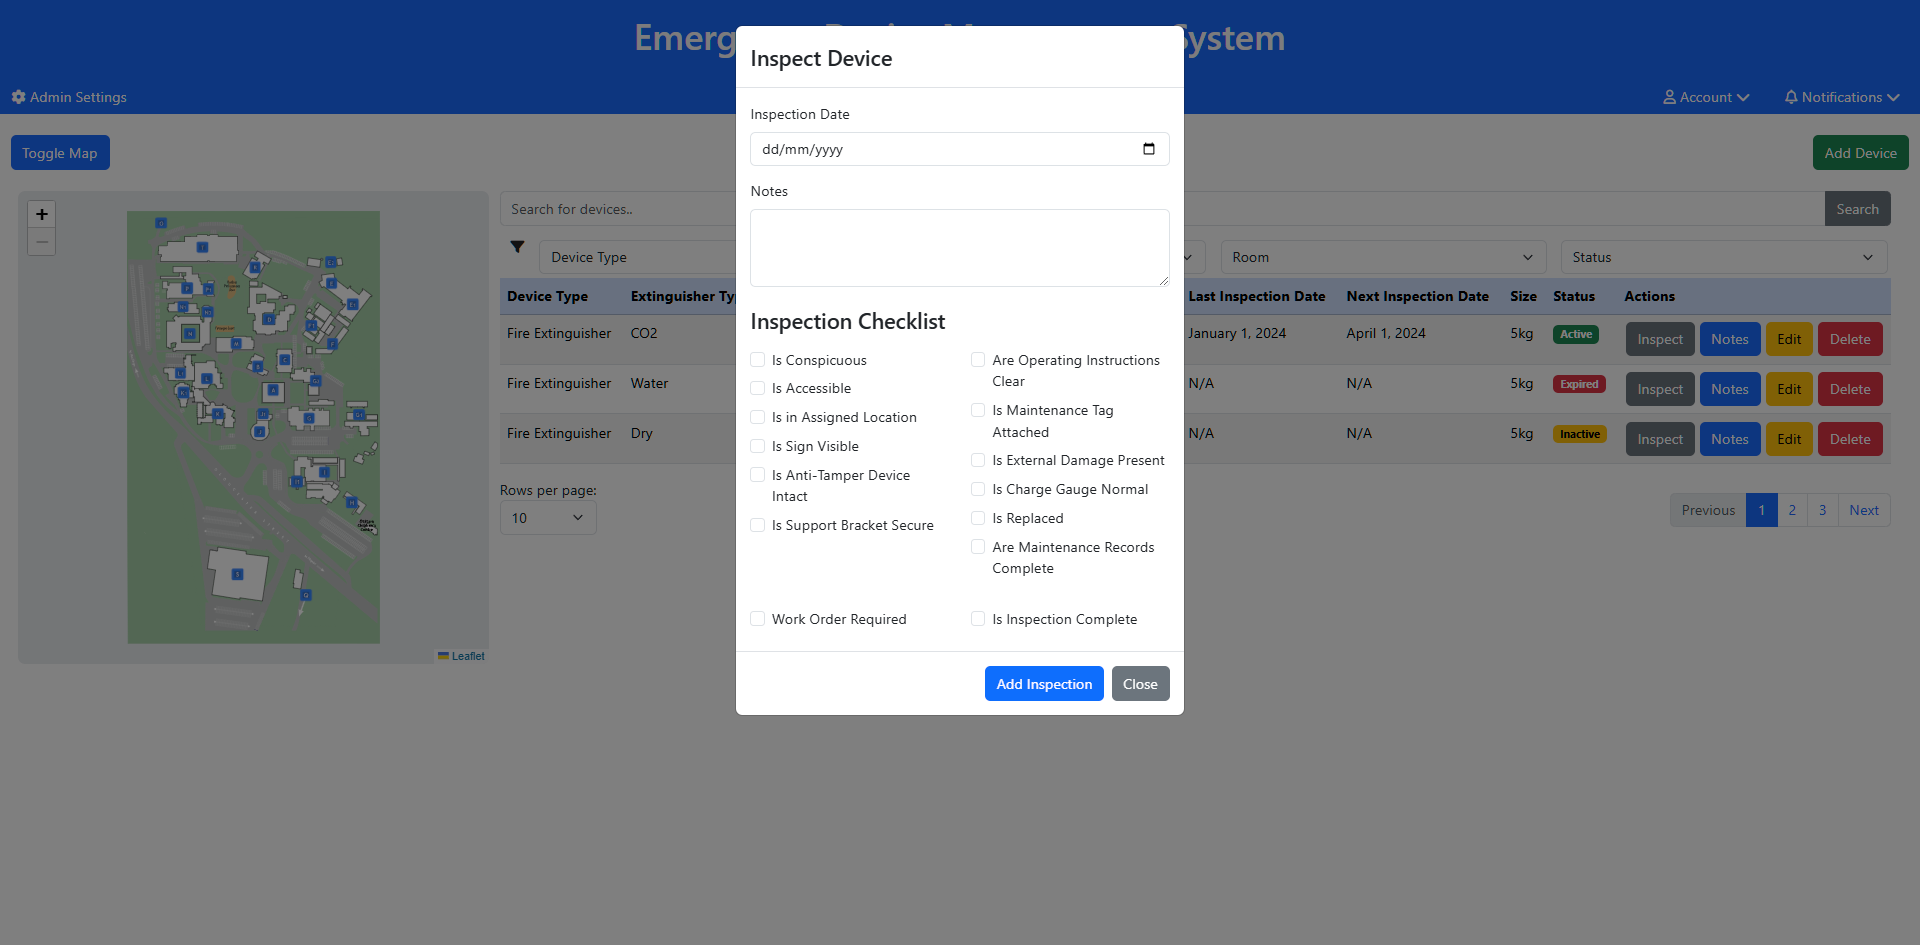 Emerg
System
Admin Settings
Account
Notifications
Toggle Map
Add Device
+
−
Leaflet
Search for devices..
Search
Device Type
Room
Status
Device Type
Extinguisher Ty
Last Inspection Date
Next Inspection Date
Size
Status
Actions
Fire Extinguisher
CO2
January 1, 2024
April 1, 2024
5kg
Active
Inspect
Notes
Edit
Delete
Fire Extinguisher
Water
N/A
N/A
5kg
Expired
Inspect
Notes
Edit
Delete
Fire Extinguisher
Dry
N/A
N/A
5kg
Inactive
Inspect
Notes
Edit
Delete
Rows per page:
10
Previous
1
2
3
Next
Inspect Device
Inspection Date
dd/mm/yyyy
Notes
Inspection Checklist
Is Conspicuous
Is Accessible
Is in Assigned Location
Is Sign Visible
Is Anti-Tamper Device
Intact
Is Support Bracket Secure
Are Operating Instructions
Clear
Is Maintenance Tag
Attached
Is External Damage Present
Is Charge Gauge Normal
Is Replaced
Are Maintenance Records
Complete
Work Order Required
Is Inspection Complete
Add Inspection
Close